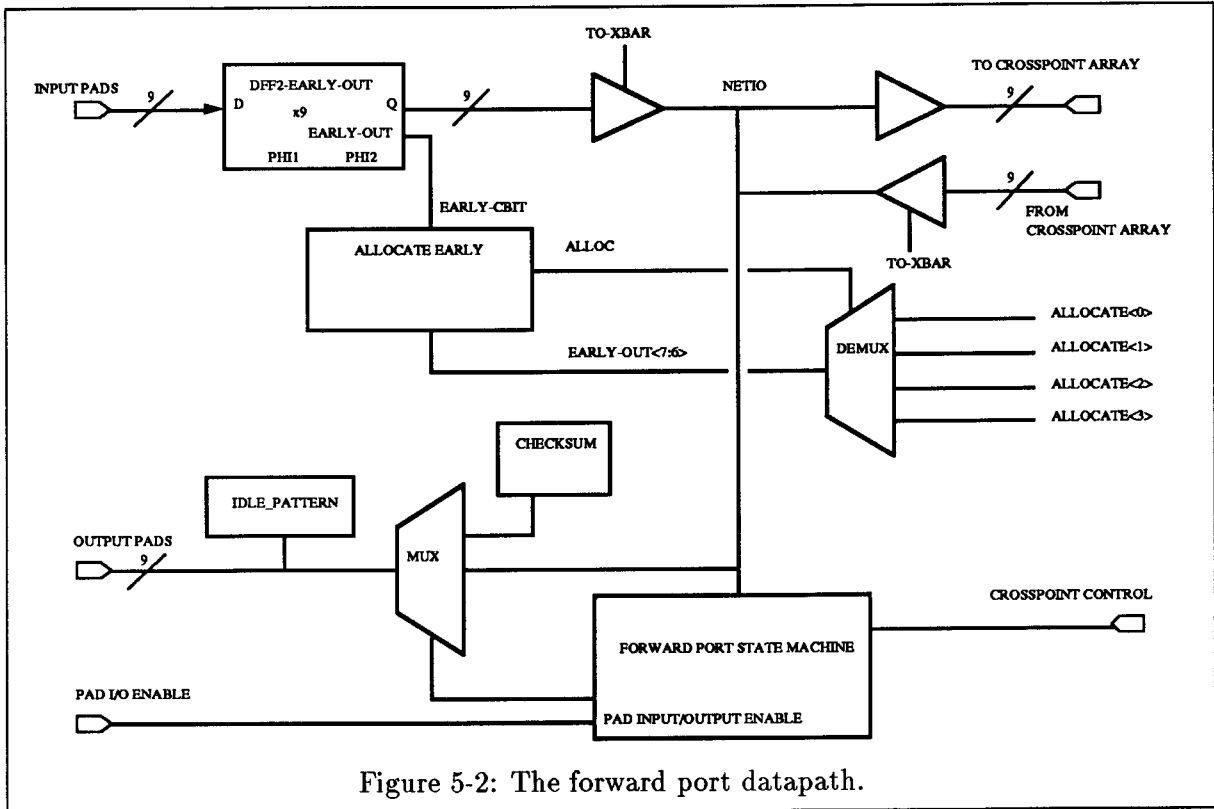 TO-XBAR
INPUT PADS
9
D
DFF2-EARLY-OUT
Q
x9
EARLY-OUT
PHI1 PHI2
9
NETIO
TO CROSSPOINT ARRAY
9
EARLY-CBIT
9
FROM
CROSSPOINT ARRAY
TO-XBAR
ALLOCATE EARLY
ALLOC
EARLY-OUT<7:6>
DEMUX
ALLOCATE<0>
ALLOCATE<1>
ALLOCATE<2>
ALLOCATE<3>
CHECKSUM
IDLE_PATTERN
OUTPUT PADS
9
MUX
CROSSPOINT CONTROL
FORWARD PORT STATE MACHINE
PAD I/O ENABLE
PAD INPUT/OUTPUT ENABLE
Figure 5-2: The forward port datapath.